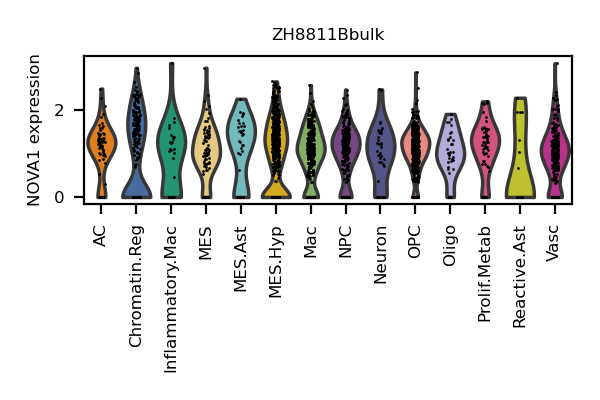 ZH8811Bbulk
NOVA1 expression
2
0
AC
Chromatin.Reg
Inflammatory.Mac
MES
MES.Ast
MES.Hyp
Mac
NPC
Neuron
OPC
Oligo
Prolif.Metab
Reactive.Ast
Vasc